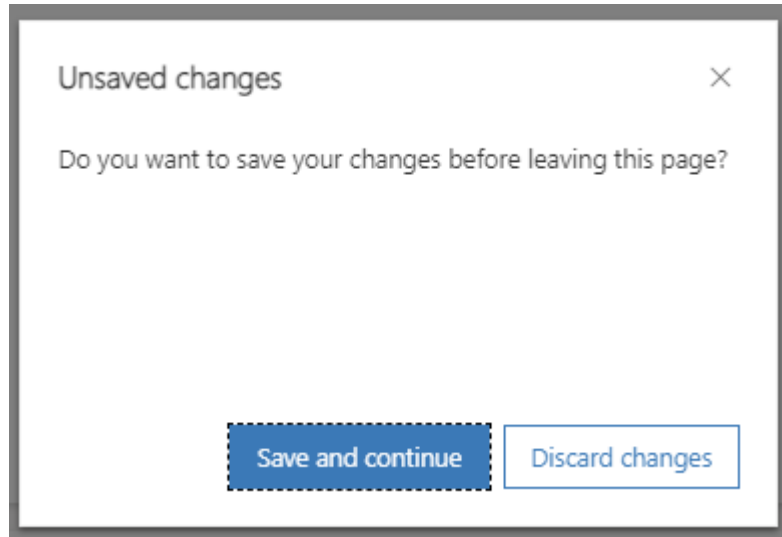 Unsaved changes
Do you want to save your changes before leaving this page?
Save and continue
Discard changes